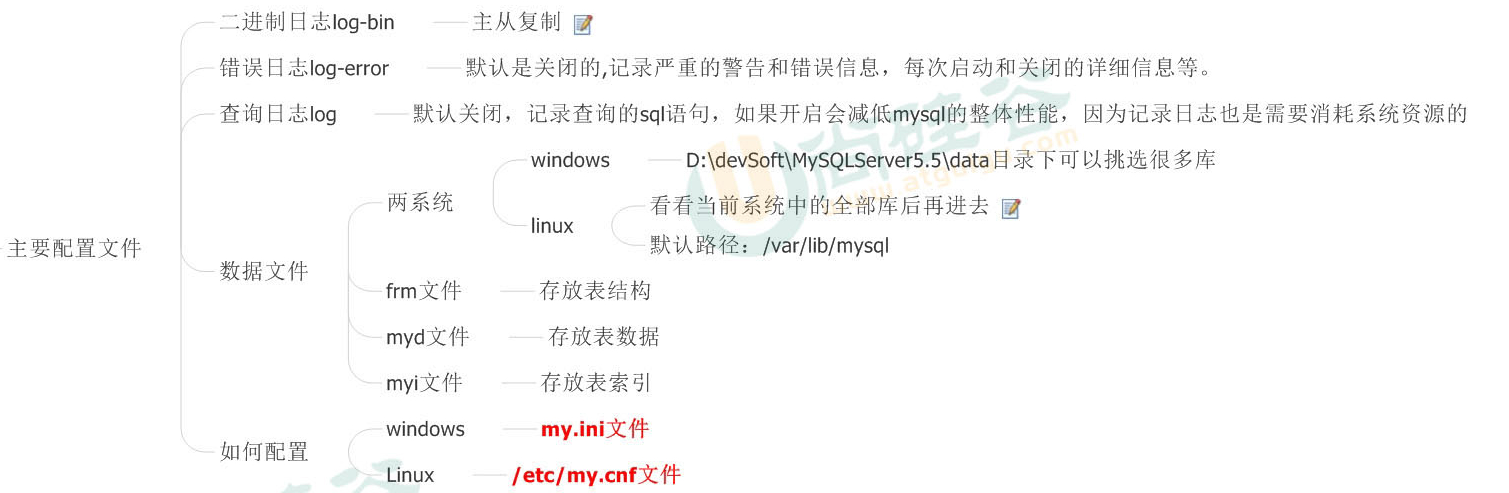 二进制日志log-bin 主从复制
错误日志log-error 默认是关闭的,记录严重的警告和错误信息，每次启动和关闭的详细信息等。
查询日志log 默认关闭，记录查询的sql语句，如果开启会减低mysql的整体性能，因为记录日志也是需要消耗系统资源的
windows D:\devSoft\MySQLServer5.5\data目录下可以挑选很多库
两系统
看看当前系统中的全部库后再进去
linux
默认路径：/var/lib/mysql
主要配置文件
数据文件
frm文件 存放表结构
myd文件 存放表数据
myi文件 存放表索引
windows my.ini文件
如何配置
Linux /etc/my.cnf文件
尚硅谷
www.atguigu.com